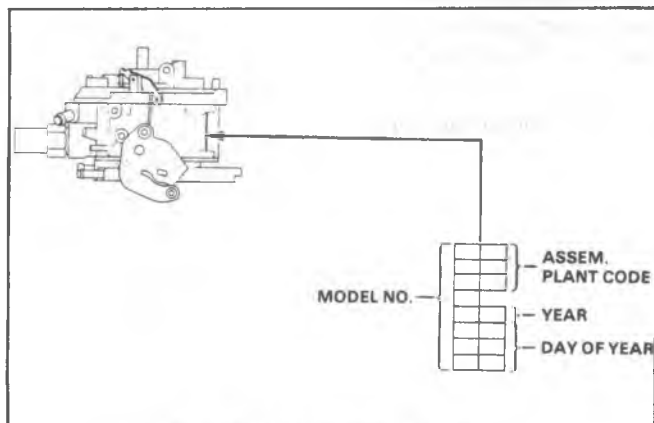 ASSEM.
PLANT CODE
MODEL NO.
YEAR
DAY OF YEAR